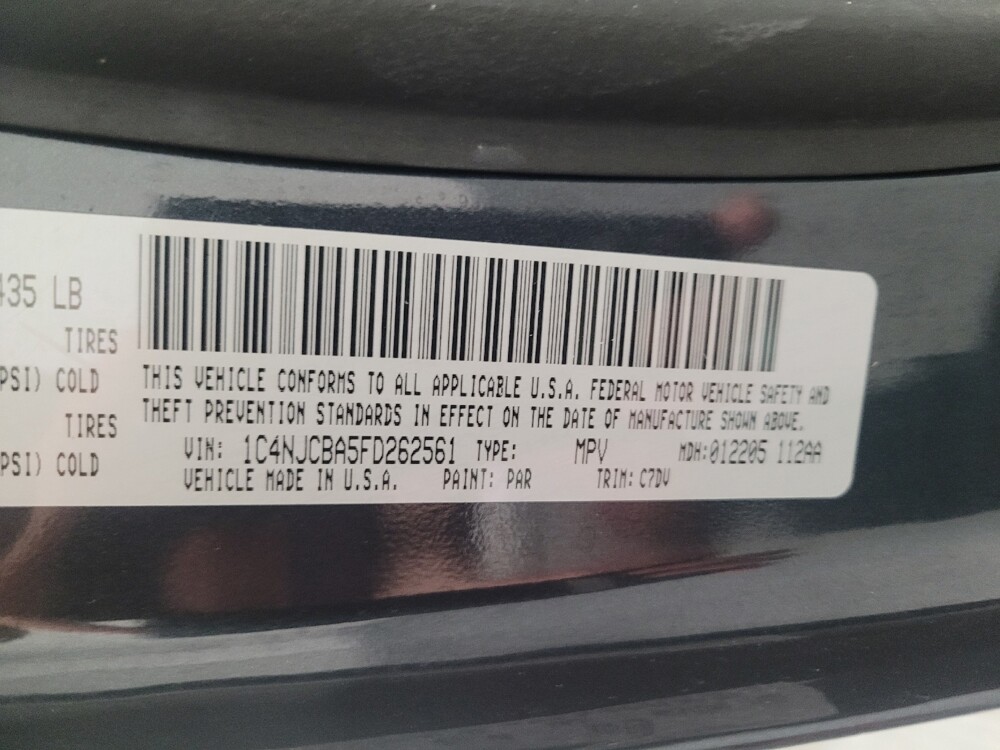 435 LB
TIRES
PSI) COLD
TIRES
PSI) COLD
THIS VEHICLE CONFORMS TO ALL APPLICABLE U.S.A. FEDERAL MOTOR VEHICLE SAFETY AND
THEFT PREVENTION STANDARDS IN EFFECT ON THE DATE OF MANUFACTURE SHOWN ABOVE.
VIN: 1C4NJCBA5FD262561 TYPE: MPV MDH:012205 112AA
VEHICLE MADE IN U.S.A. PAINT: PAR TRIM: C7DV